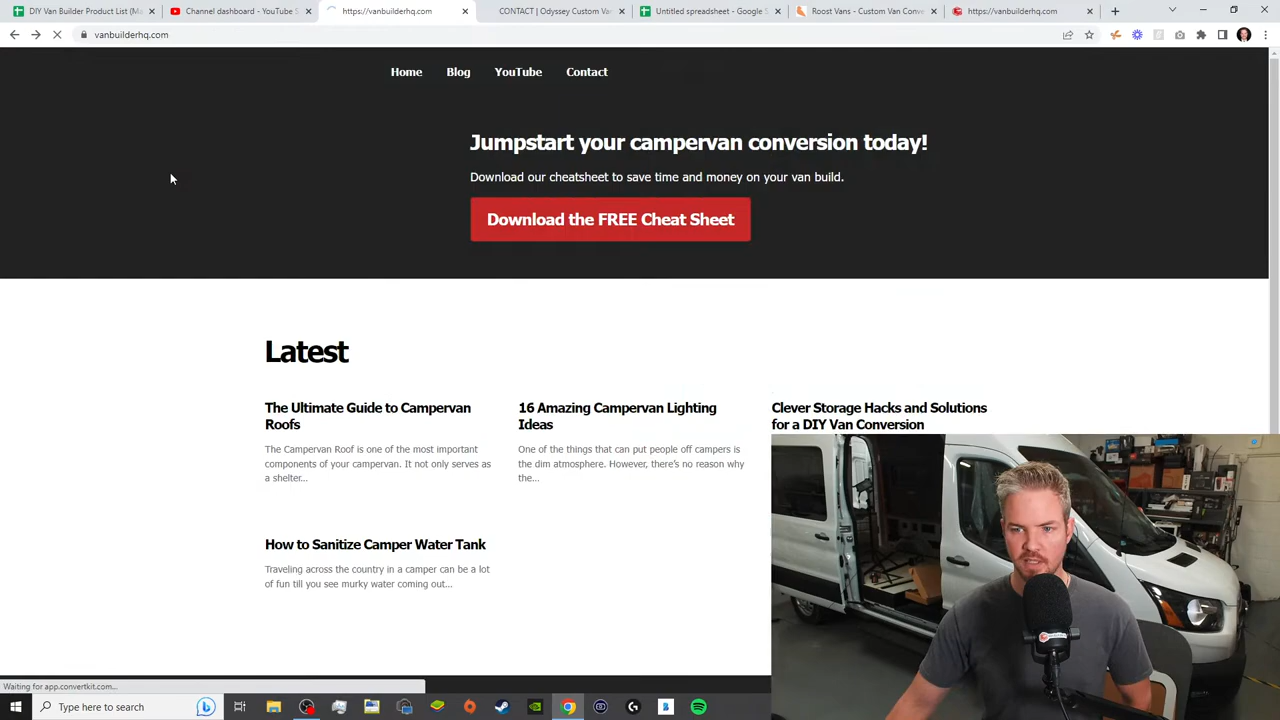 DIY Van Builder Product List (Ma
Channel dashboard - YouTube S
https://vanbuilderhq.com
CONTACT | Odyssey Custom Van
Untitled spreadsheet - Google S
Roost Vans - Custom Van Conve
https://vanbuilderhq.com
vanbuilderhq.com
Home Blog YouTube Contact
Jumpstart your campervan conversion today!
Download our cheatsheet to save time and money on your van build.
Download the FREE Cheat Sheet
Latest
The Ultimate Guide to Campervan
Roofs
The Campervan Roof is one of the most important
components of your campervan. It not only serves as
a shelter...
16 Amazing Campervan Lighting
Ideas
One of the things that can put people off campers is
the dim atmosphere. However, there's no reason why
the...
Clever Storage Hacks and Solutions
for a DIY Van Conversion
How to Sanitize Camper Water Tank
Traveling across the country in a camper can be a lot
of fun till you see murky water coming out...
Waiting for app.convertkit.com...
Type here to search